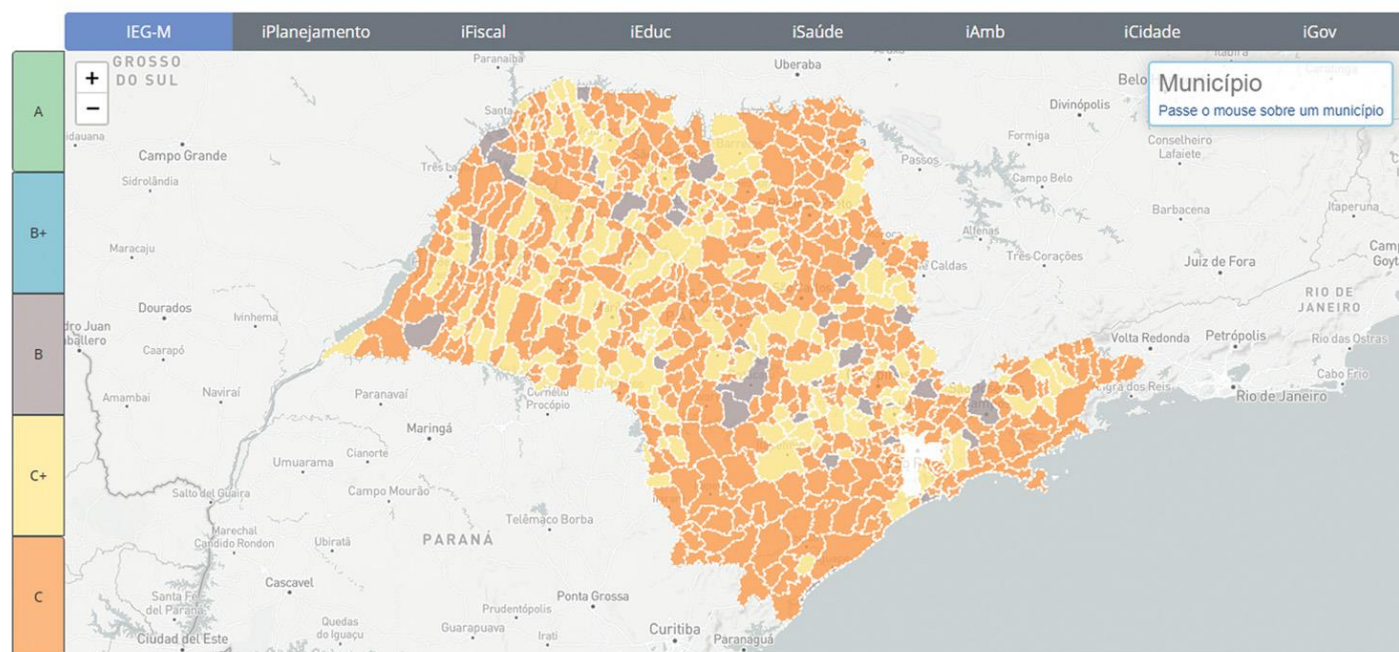 IEG-M
iPlanejamento
iFiscal
iEduc
iSaúde
iAmb
iCidade
iGov
A
B+
B
C+
C
+
−
Município
Passe o mouse sobre um município
GROSSO
DO SUL
Paranaíba
Uberaba
Divinópolis
Formiga
Conselheiro
Lafaiete
Campo Grande
Sidrolândia
Passos
Campo Belo
Barbacena
Itaperuna
Alfenas
Maracaju
de Caldas
Três Corações
Juiz de Fora
RIO DE
JANEIRO
Dourados
Ivinhema
Caarapó
Volta Redonda
Petrópolis
Rio das Ostras
Cabo Frio
Rio de Janeiro
Amambai
Naviraí
Paranavaí
Cornélio
Procópio
Maringá
Umuarama
Cianorte
Campo Mourão
Salto del Guairá
Telêmaco Borba
Marechal
Candido Rondon
Ubiratã
PARANÁ
Cascavel
Ponta Grossa
Prudentópolis
Quedas
do Iguaçu
Guarapuava
Irati
Curitiba
Paranaguá
Ciudad del Este